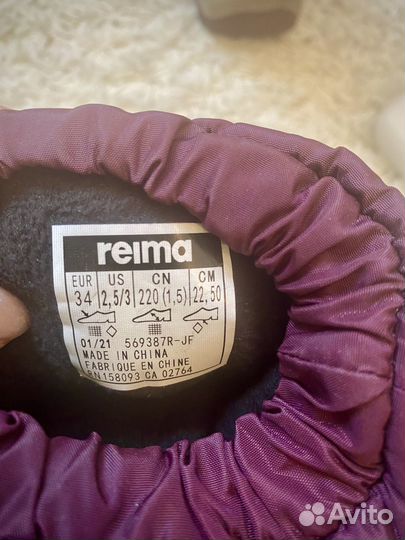 reima
EUR US CN CM
34 2,5/3 220(1,5) 22,50
01/21 569387R-JF
MADE IN CHINA
FABRIQUE EN CHINE
RN158093 CA 02764
Avito